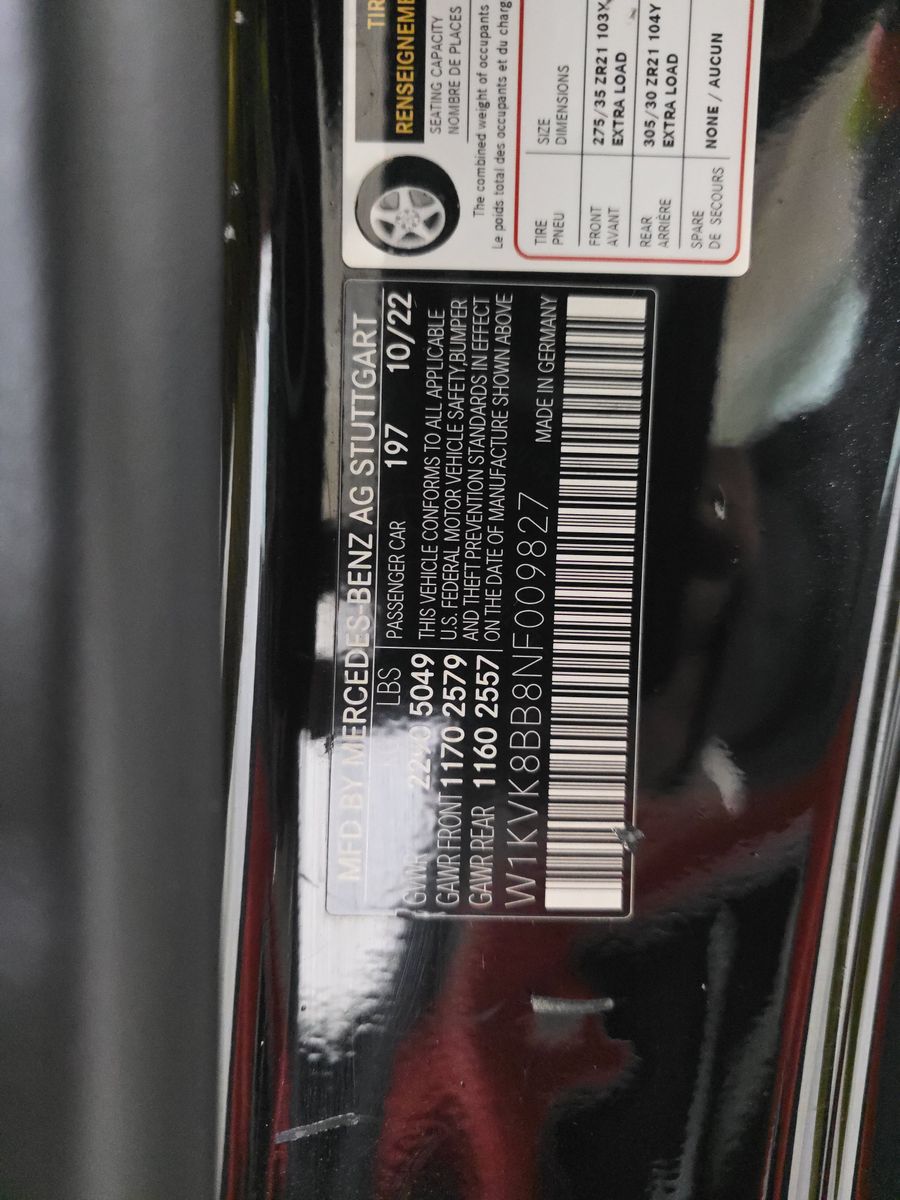 MFD BY MERCEDES-BENZ AG STUTTGART
LBS PASSENGER CAR 197 10/22
GVWR 5049 THIS VEHICLE CONFORMS TO ALL APPLICABLE
GAWR FRONT 1170 2579 U.S. FEDERAL MOTOR VEHICLE SAFETY,BUMPER
GAWR REAR 1160 2557 AND THEFT PREVENTION STANDARDS IN EFFECT
ON THE DATE OF MANUFACTURE SHOWN ABOVE
W1KVK8BB8NF009827 MADE IN GERMANY
TIR
RENSEIGNEME
SEATING CAPACITY
NOMBRE DE PLACES
The combined weight of occupants
Le poids total des occupants et du charg
TIRE SIZE
PNEU DIMENSIONS
FRONT 275/35 ZR21 103Y
AVANT EXTRA LOAD
REAR 305/30 ZR21 104Y
ARRIÈRE EXTRA LOAD
SPARE NONE / AUCUN
DE SECOURS